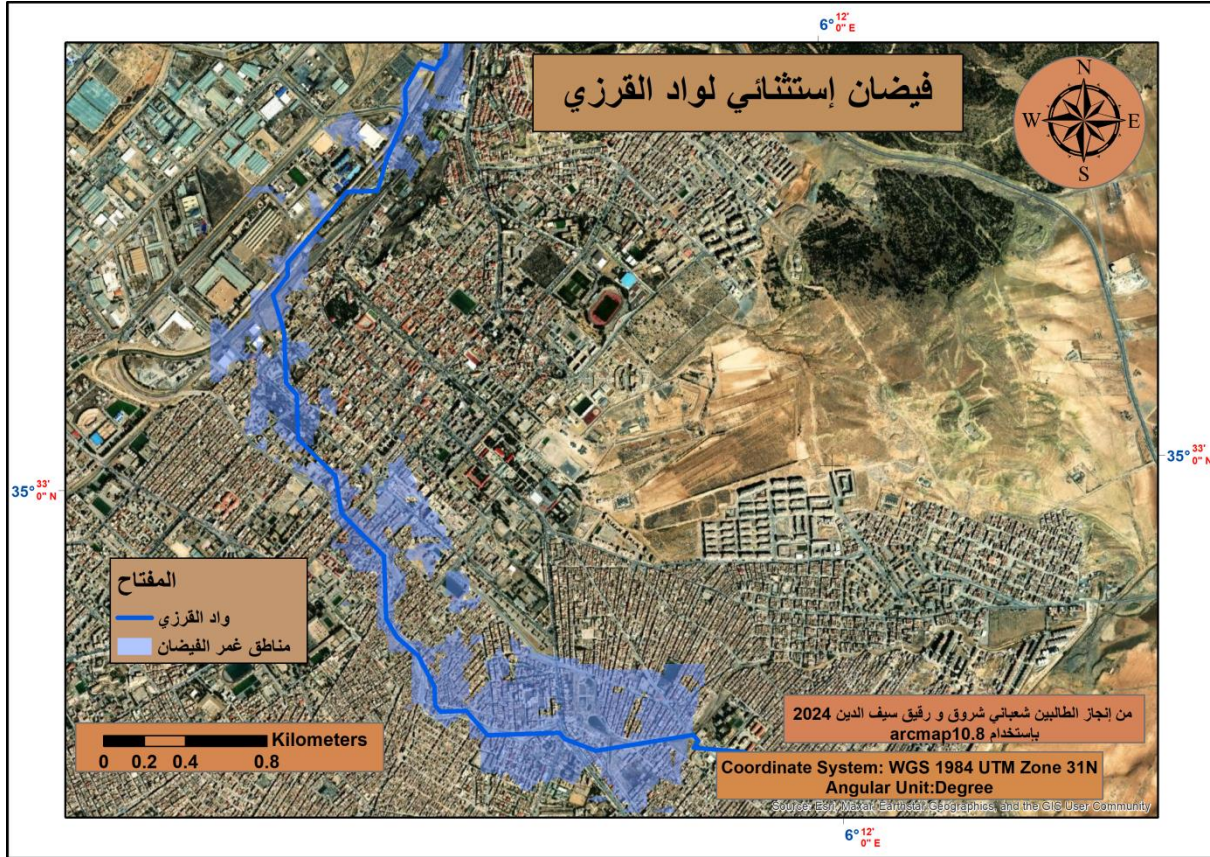 6° 12' 0" E
فيضان إستثنائي لواد القرزي
N
W E
S
35° 33' 0" N
35° 33' 0" N
المفتاح
واد القرزي
مناطق غمر الفيضان
Kilometers
0 0.2 0.4 0.8
من إنجاز الطالبين شعباني شروق و رقيق سيف الدين 2024
بإستخدام arcmap10.8
Coordinate System: WGS 1984 UTM Zone 31N
Angular Unit:Degree
Source: Esri, Maxar, Earthstar Geographics, and the GIS User Community
6° 12' 0" E